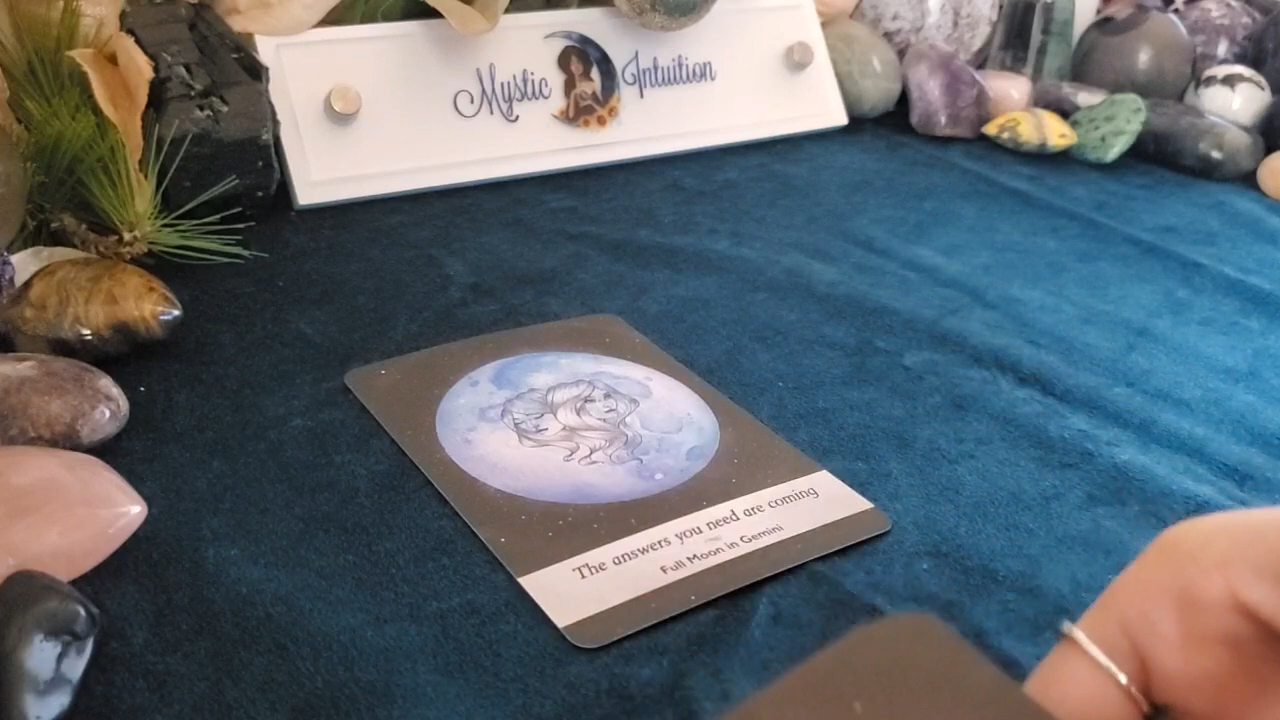 Mystic Intuition
The answers you need are coming
Full Moon in Gemini